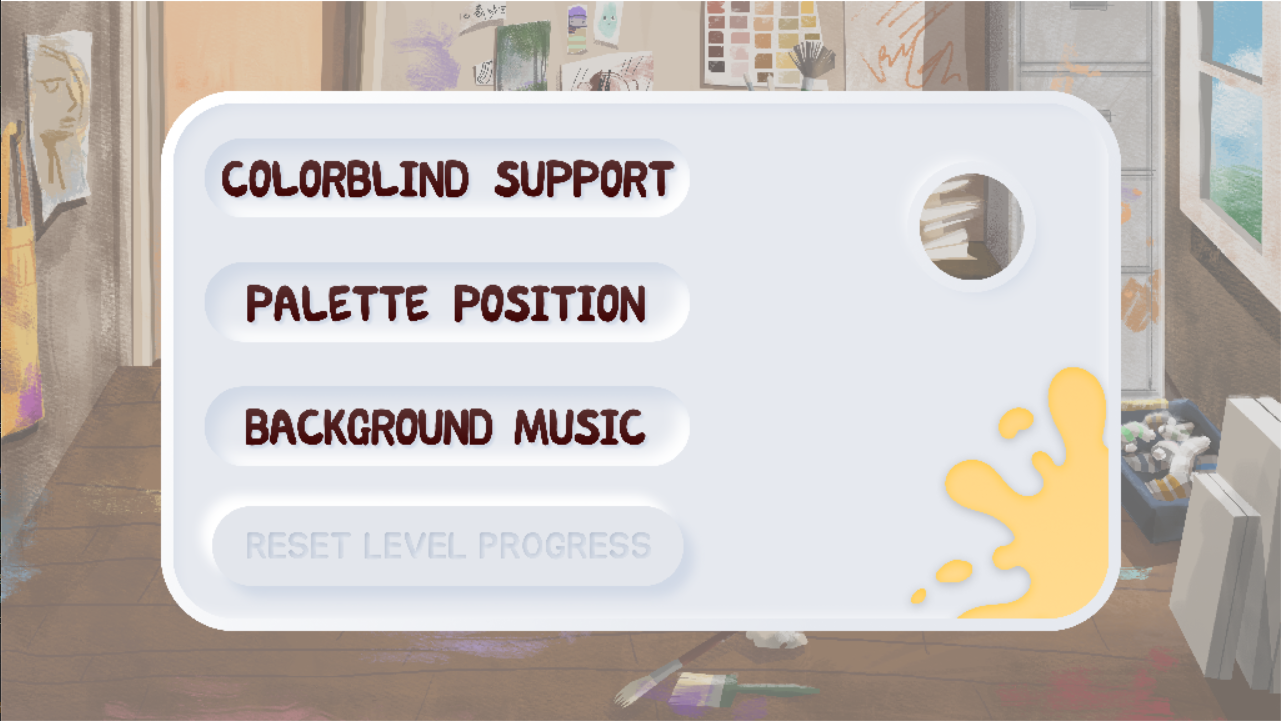 COLORBLIND SUPPORT
PALETTE POSITION
BACKGROUND MUSIC
RESET LEVEL PROGRESS